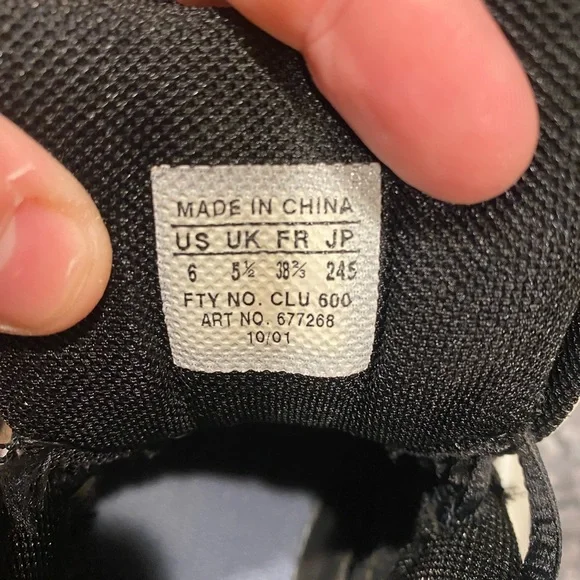 MADE IN CHINA
US UK FR JP
6 5½ 38⅔ 245
FTY NO. CLU 600
ART NO. 677268
10/01